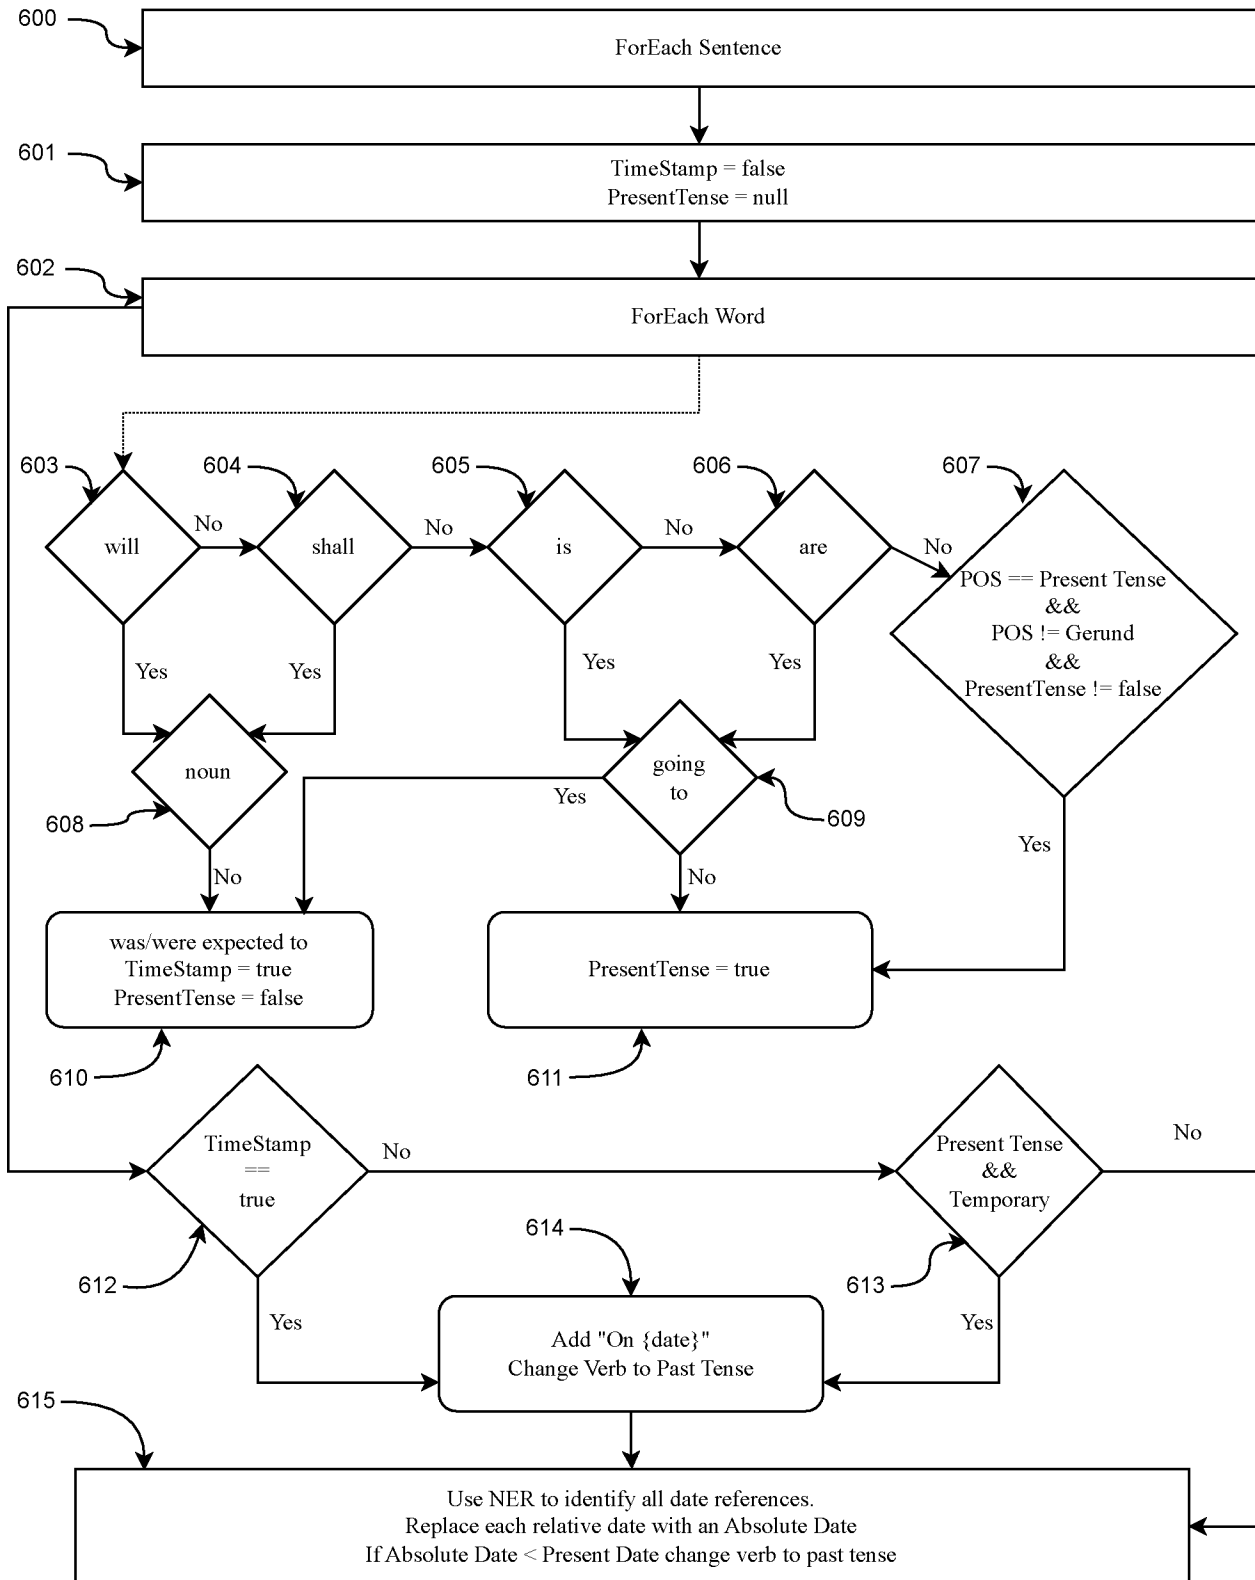 600
ForEach Sentence
601
TimeStamp = false
PresentTense = null
602
ForEach Word
603
604
605
606
607
will
No
shall
No
is
No
are
No
POS == Present Tense
&&
POS != Gerund
&&
PresentTense != false
Yes
Yes
Yes
Yes
noun
going
to
608
Yes
609
Yes
No
No
was/were expected to
TimeStamp = true
PresentTense = false
PresentTense = true
610
611
TimeStamp
==
true
No
Present Tense
&&
Temporary
No
612
614
613
Yes
Yes
Add "On {date}"
Change Verb to Past Tense
615
Use NER to identify all date references.
Replace each relative date with an Absolute Date
If Absolute Date < Present Date change verb to past tense